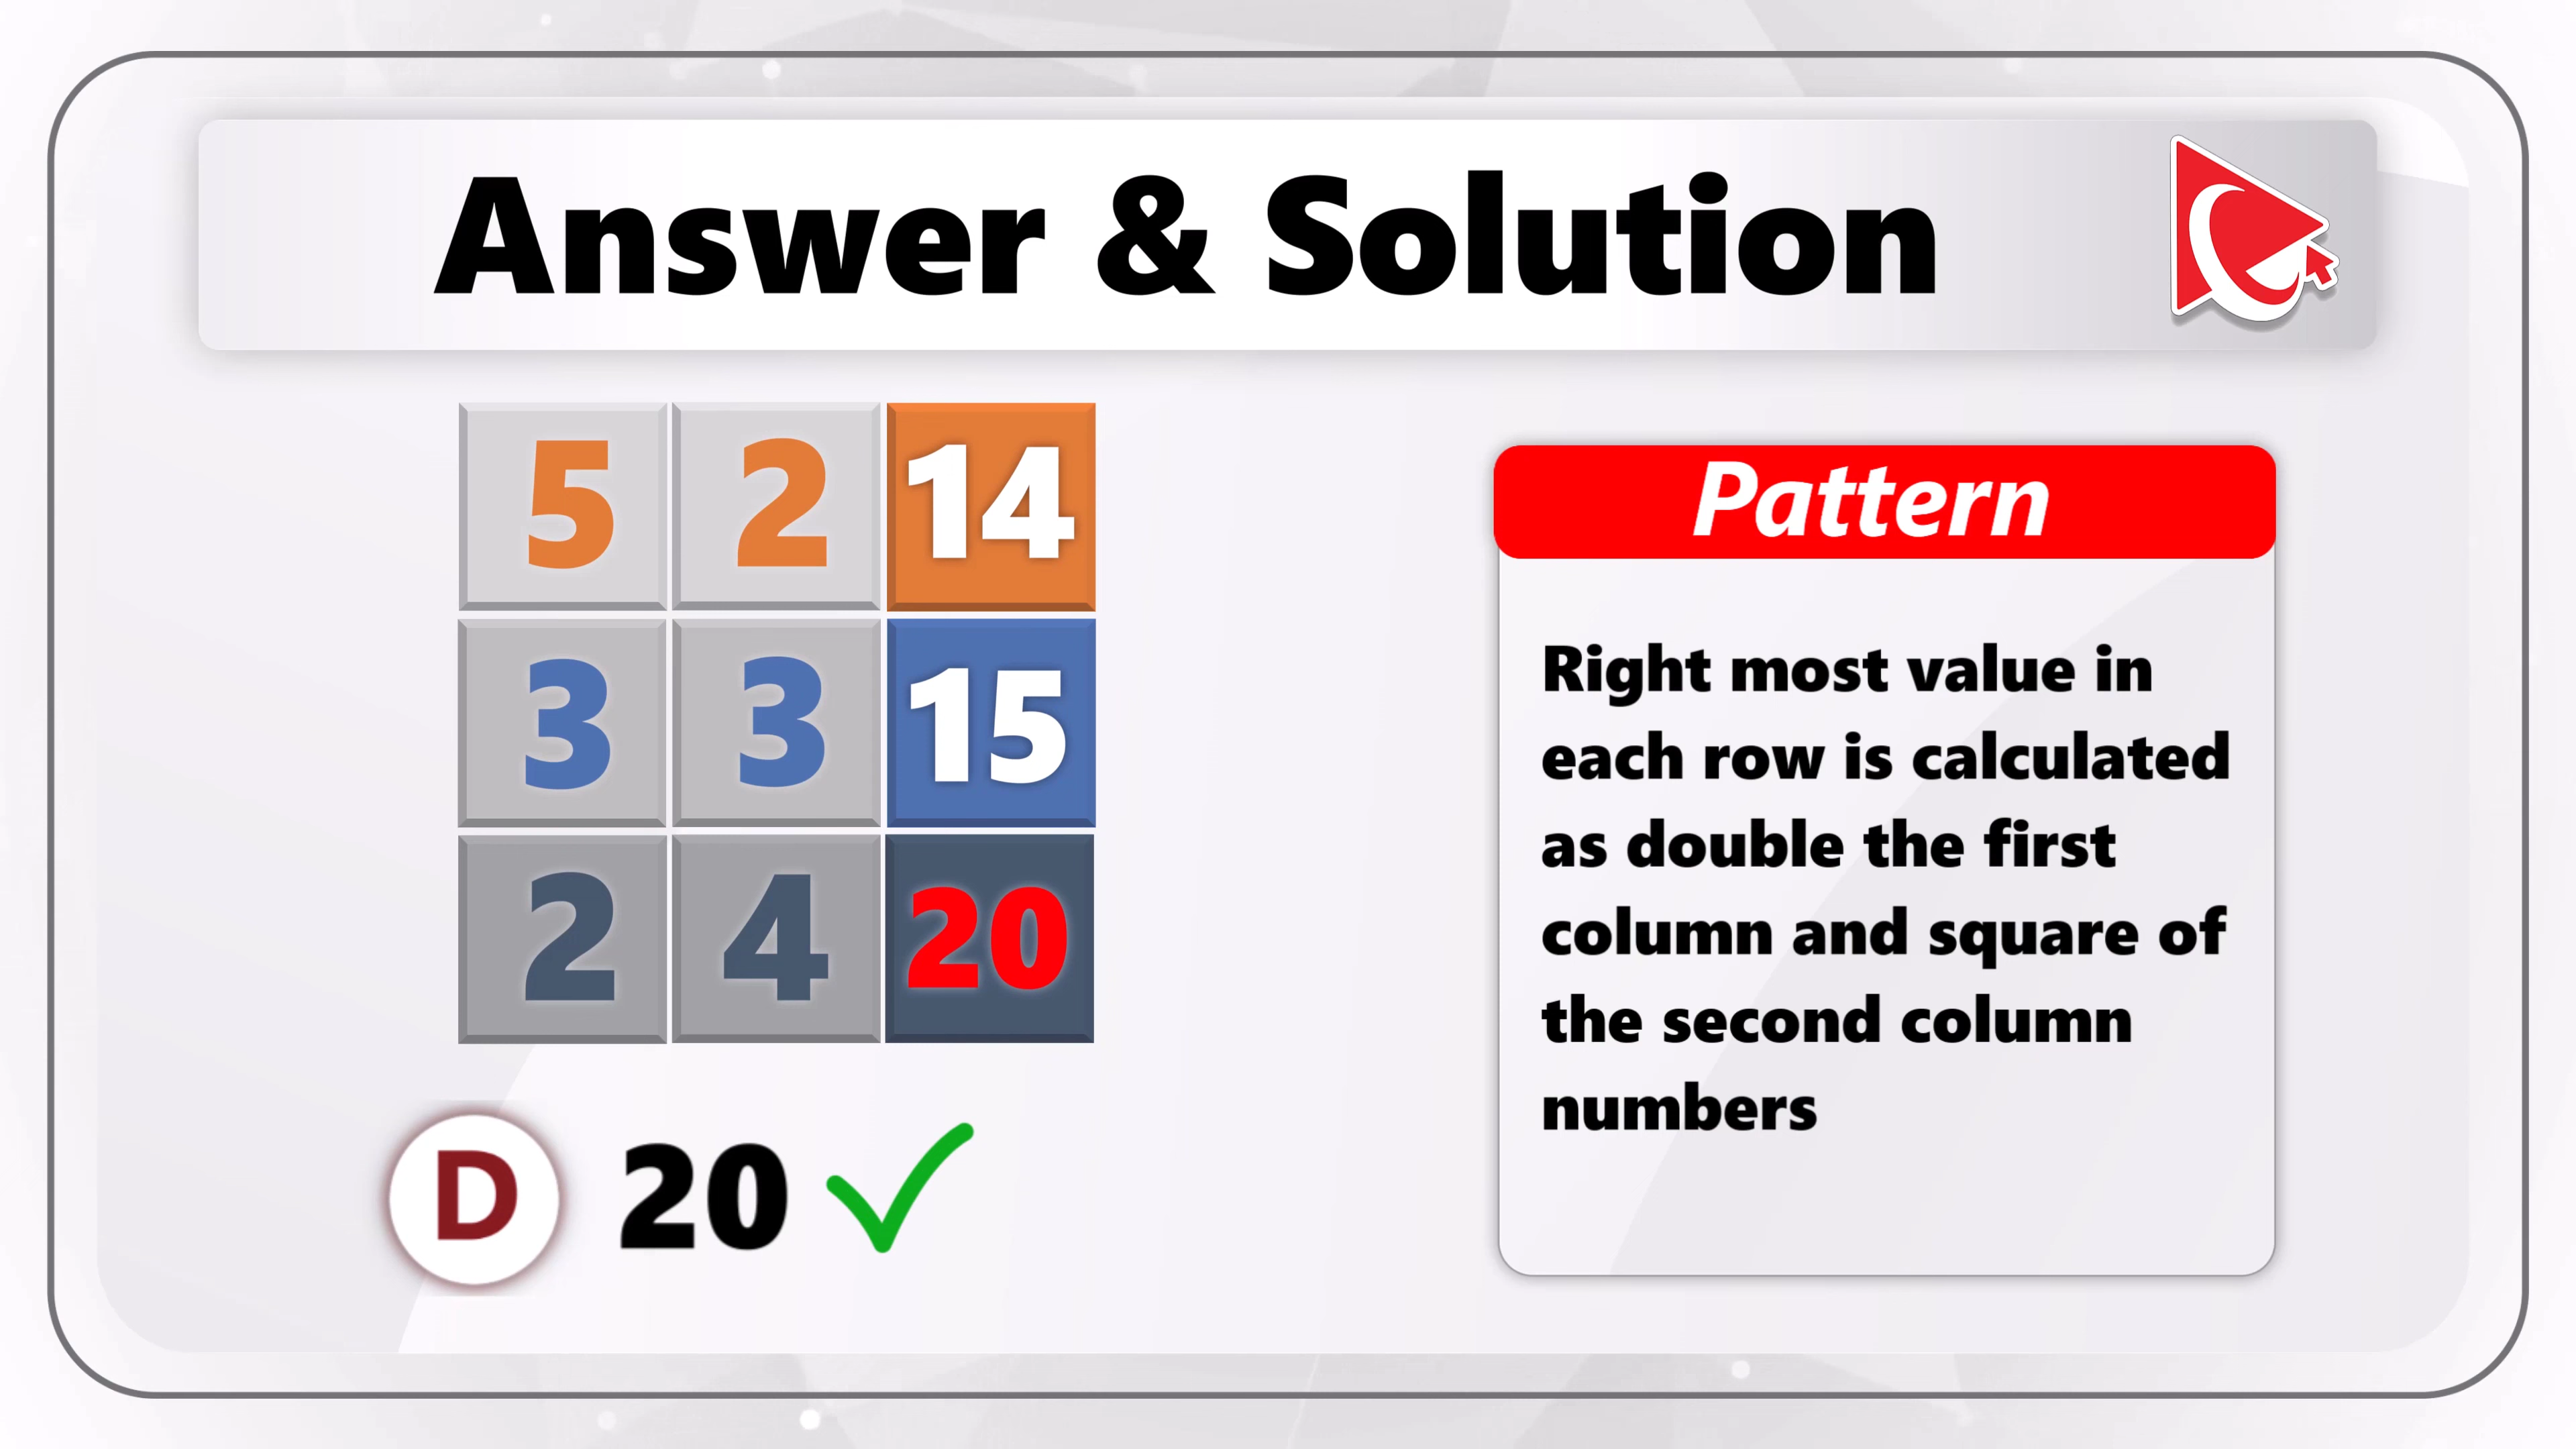 Answer & Solution
5 2 14
3 3 15
2 4 20
D 20
Pattern
Right most value in
each row is calculated
as double the first
column and square of
the second column
numbers